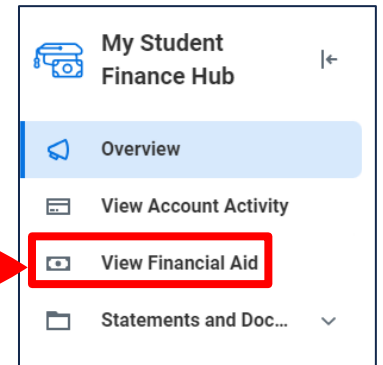 My Student
Finance Hub
Overview
View Account Activity
View Financial Aid
Statements and Doc...